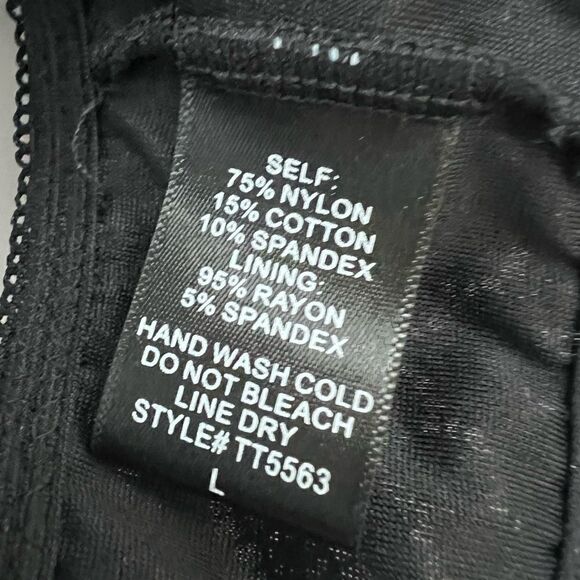 SELF:
75% NYLON
15% COTTON
10% SPANDEX
LINING:
95% RAYON
5% SPANDEX
HAND WASH COLD
DO NOT BLEACH
LINE DRY
STYLE# TT5563
L